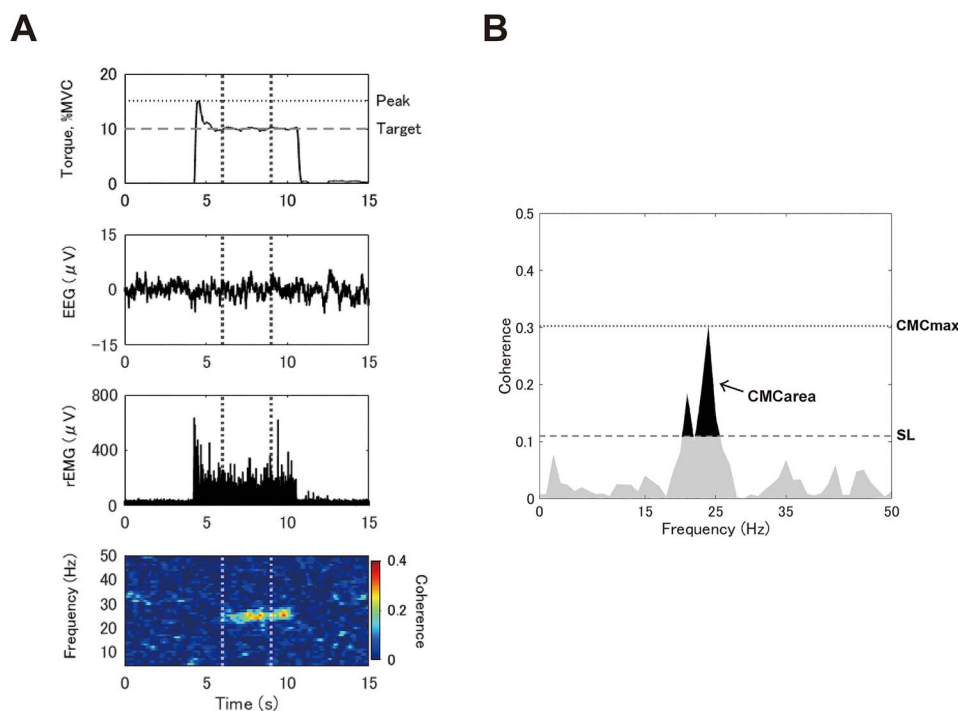 A
B
20
10
0
Torque, %MVC
Peak
Target
0 5 10 15
15
0
−15
EEG (μV)
0 5 10 15
800
400
0
rEMG (μV)
0 5 10 15
50
40
30
20
10
Frequency (Hz)
0.4
0.2
0
Coherence
0 5 10 15
Time (s)
0.5
0.4
0.3
0.2
0.1
0
Coherence
CMCmax
CMCarea
SL
0 15 25 35 50
Frequency (Hz)